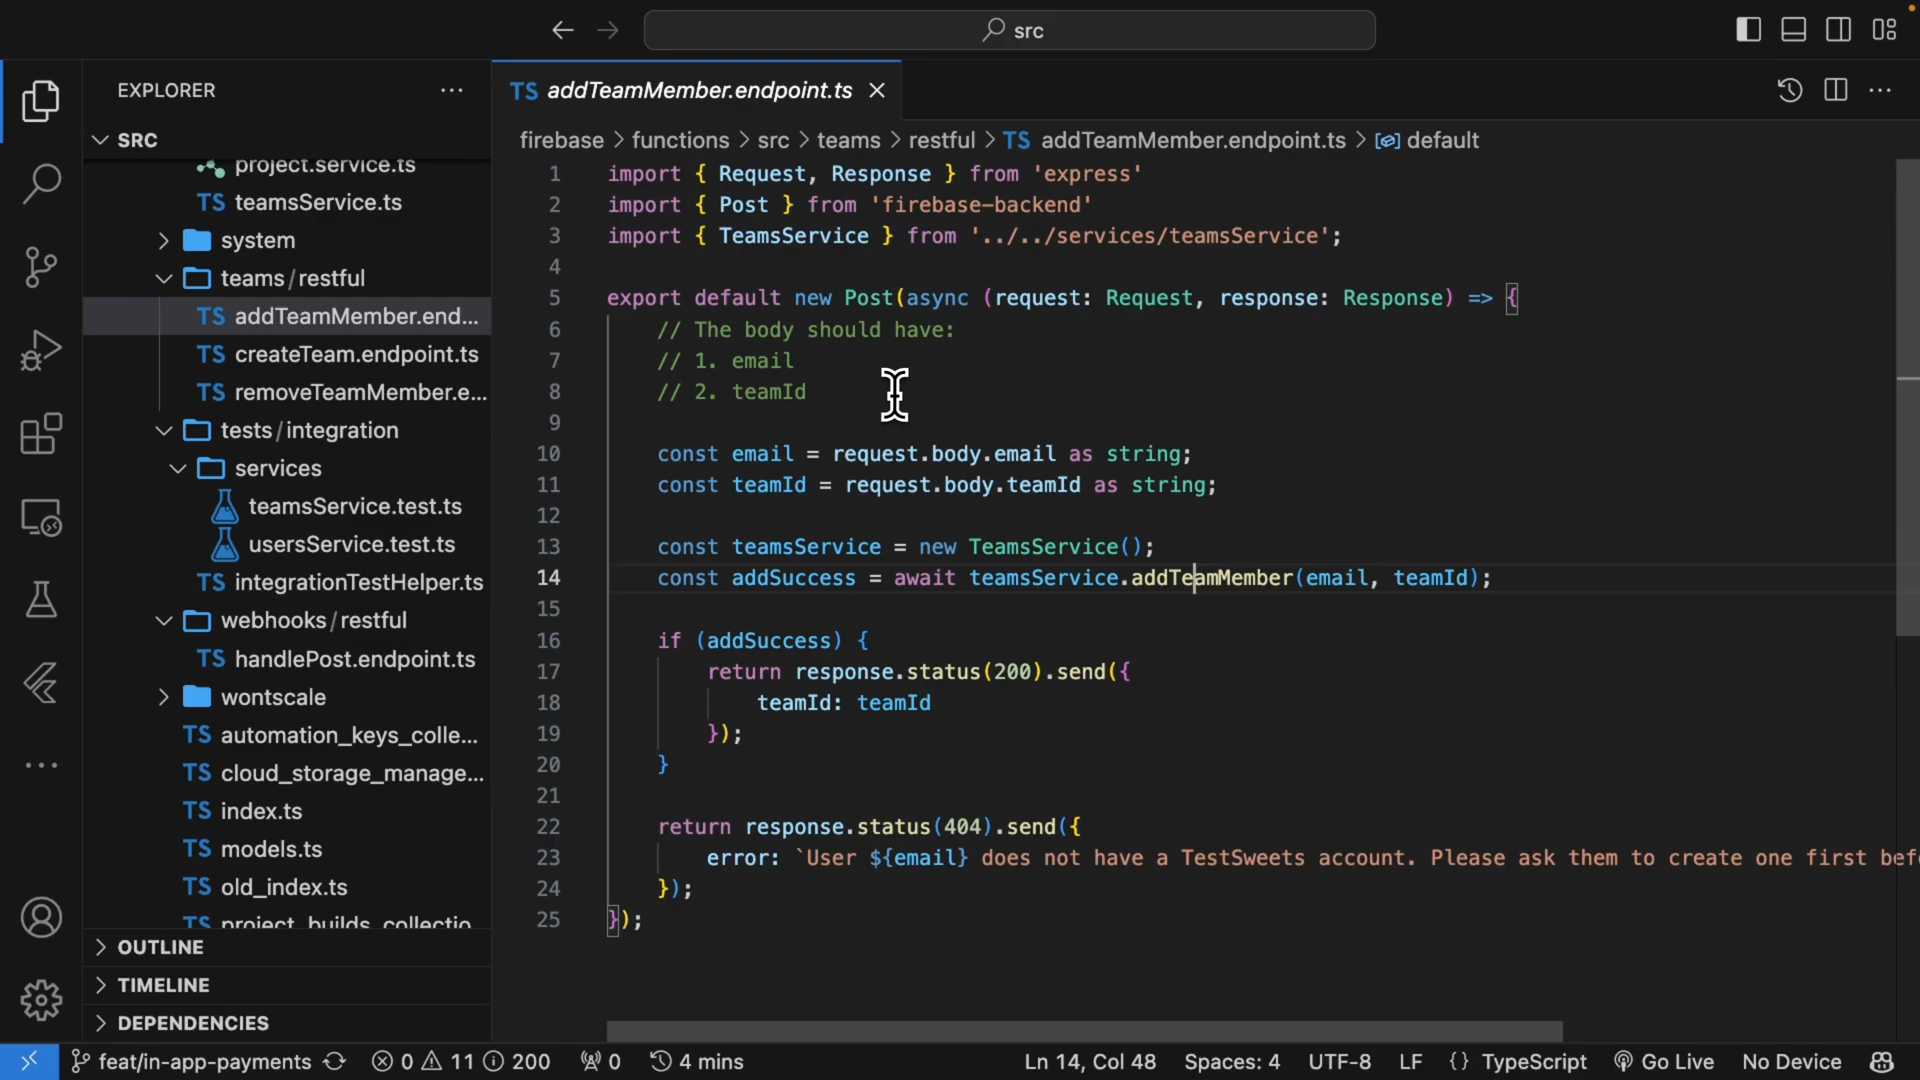 src
EXPLORER
SRC
project.service.ts
TS teamsService.ts
system
teams/restful
TS addTeamMember.end...
TS createTeam.endpoint.ts
TS removeTeamMember.e...
tests/integration
services
teamsService.test.ts
usersService.test.ts
TS integrationTestHelper.ts
webhooks/restful
TS handlePost.endpoint.ts
wontscale
TS automation_keys_colle...
TS cloud_storage_manage...
TS index.ts
TS models.ts
TS old_index.ts
TS project_builds_collectio
OUTLINE
TIMELINE
DEPENDENCIES
TS addTeamMember.endpoint.ts
firebase > functions > src > teams > restful > TS addTeamMember.endpoint.ts > default
1 import { Request, Response } from 'express'
2 import { Post } from 'firebase-backend'
3 import { TeamsService } from '../../services/teamsService';
4
5 export default new Post(async (request: Request, response: Response) => {
6 // The body should have:
7 // 1. email
8 // 2. teamId
9
10 const email = request.body.email as string;
11 const teamId = request.body.teamId as string;
12
13 const teamsService = new TeamsService();
14 const addSuccess = await teamsService.addTeamMember(email, teamId);
15
16 if (addSuccess) {
17 return response.status(200).send({
18 teamId: teamId
19 });
20 }
21
22 return response.status(404).send({
23 error: `User ${email} does not have a TestSweets account. Please ask them to create one first bef
24 });
25 });
feat/in-app-payments 0 11 200 0 4 mins Ln 14, Col 48 Spaces: 4 UTF-8 LF {} TypeScript Go Live No Device